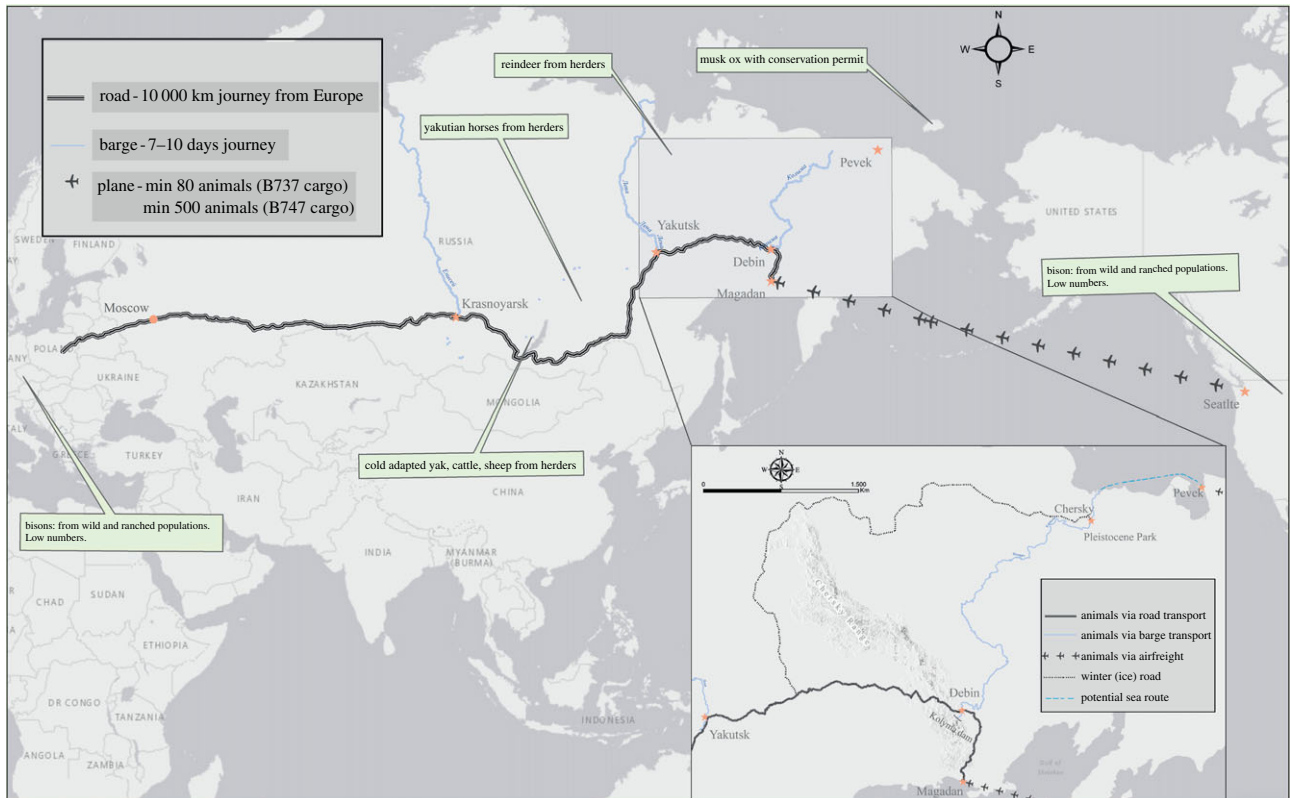 N
W E
S
road - 10 000 km journey from Europe
barge - 7–10 days journey
plane - min 80 animals (B737 cargo)
min 500 animals (B747 cargo)
reindeer from herders
musk ox with conservation permit
yakutian horses from herders
Pevek
UNITED STATES
SWEDEN
FINLAND
RUSSIA
Yakutsk
Debin
Magadan
bison: from wild and ranched populations.
Low numbers.
Moscow
Krasnoyarsk
POLAND
UKRAINE
KAZAKHSTAN
MONGOLIA
Seatlte
ITALY
GREECE
TURKEY
cold adapted yak, cattle, sheep from herders
IRAN
CHINA
bisons: from wild and ranched populations.
Low numbers.
INDIA
MYANMAR
(BURMA)
CHAD
SUDAN
ETHIOPIA
DR CONGO
TANZANIA
INDONESIA
ANGOLA
ZAMBIA
N
W E
S
0 1.500
Km
Pevek
Chersky
Pleistocene Park
animals via road transport
animals via barge transport
animals via airfreight
winter (ice) road
potential sea route
Debin
Kolyma dam
Yakutsk
Magadan